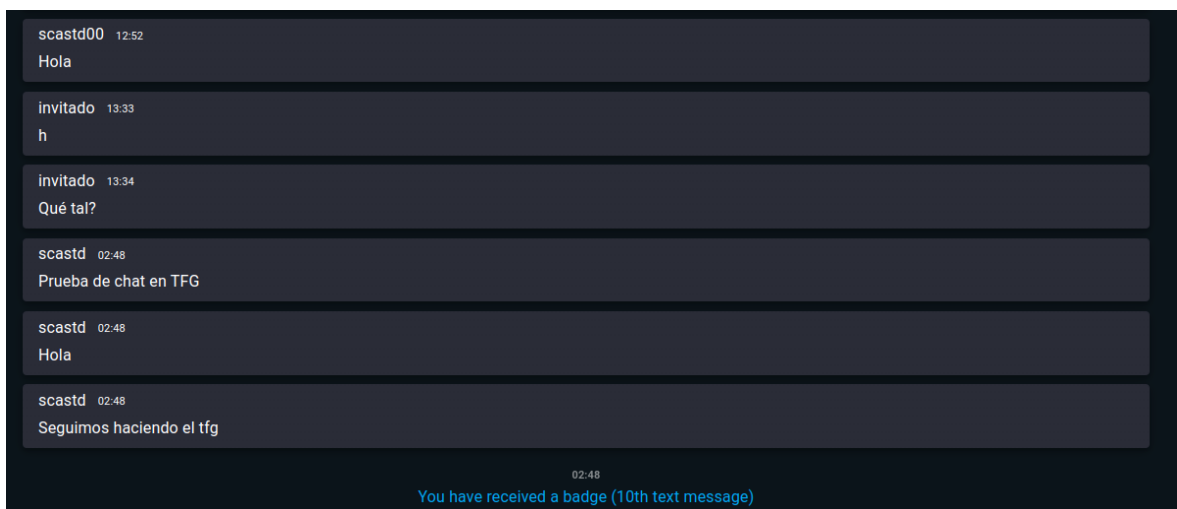 scastd00 12:52
Hola
invitado 13:33
h
invitado 13:34
Qué tal?
scastd 02:48
Prueba de chat en TFG
scastd 02:48
Hola
scastd 02:48
Seguimos haciendo el tfg
02:48
You have received a badge (10th text message)